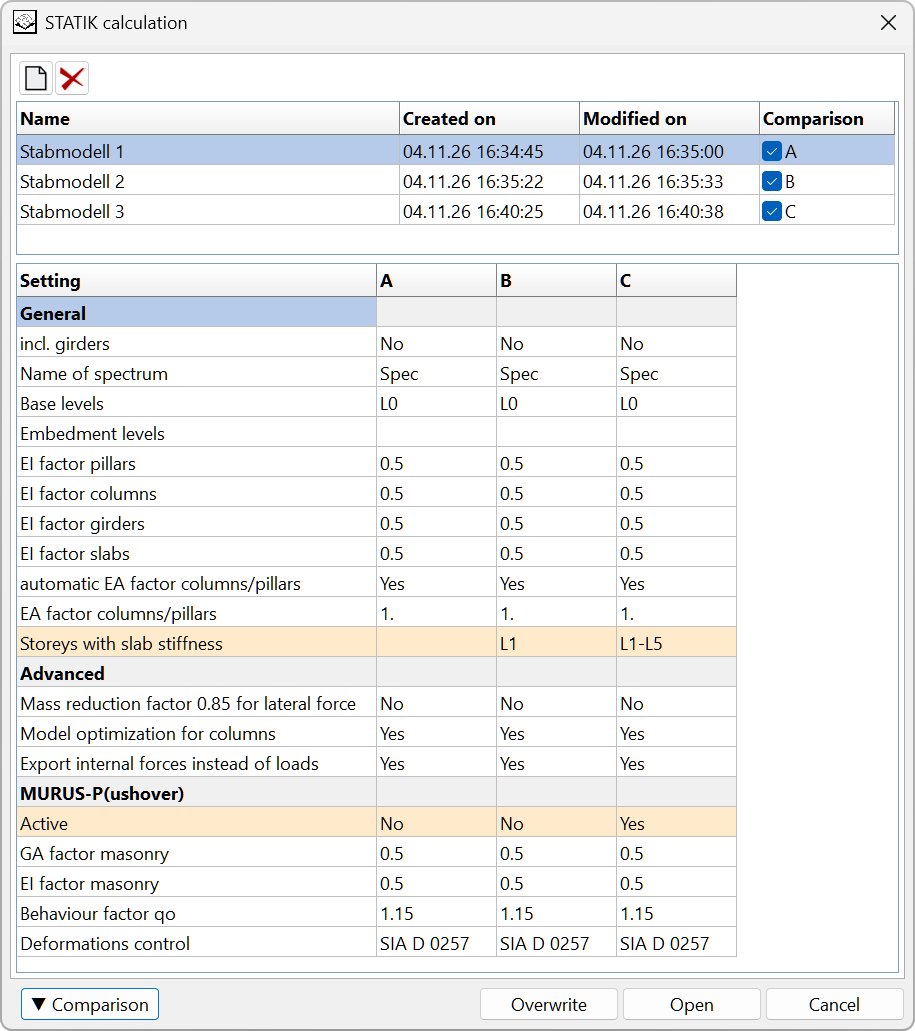 STATIK calculation
Name Created on Modified on Comparison
Stabmodell 1 04.11.26 16:34:45 04.11.26 16:35:00 A
Stabmodell 2 04.11.26 16:35:22 04.11.26 16:35:33 B
Stabmodell 3 04.11.26 16:40:25 04.11.26 16:40:38 C
Setting A B C
General
incl. girders No No No
Name of spectrum Spec Spec Spec
Base levels L0 L0 L0
Embedment levels
EI factor pillars 0.5 0.5 0.5
EI factor columns 0.5 0.5 0.5
EI factor girders 0.5 0.5 0.5
EI factor slabs 0.5 0.5 0.5
automatic EA factor columns/pillars Yes Yes Yes
EA factor columns/pillars 1. 1. 1.
Storeys with slab stiffness L1 L1-L5
Advanced
Mass reduction factor 0.85 for lateral force No No No
Model optimization for columns Yes Yes Yes
Export internal forces instead of loads Yes Yes Yes
MURUS-P(ushover)
Active No No Yes
GA factor masonry 0.5 0.5 0.5
EI factor masonry 0.5 0.5 0.5
Behaviour factor qo 1.15 1.15 1.15
Deformations control SIA D 0257 SIA D 0257 SIA D 0257
▼ Comparison Overwrite Open Cancel